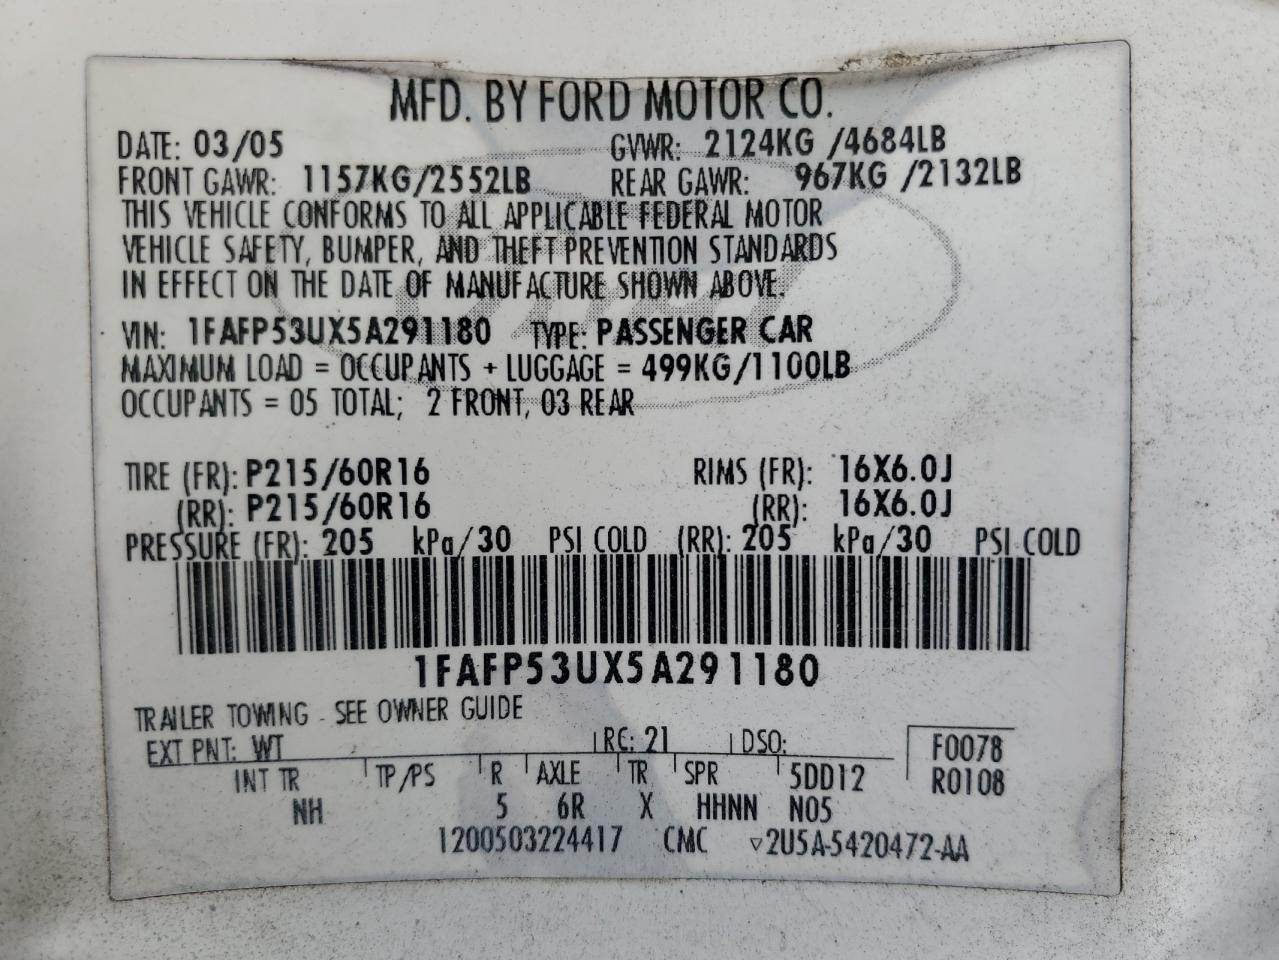 MFD. BY FORD MOTOR CO.
DATE: 03/05 GVWR: 2124KG /4684LB
FRONT GAWR: 1157KG/2552LB REAR GAWR: 967KG /2132LB
THIS VEHICLE CONFORMS TO ALL APPLICABLE FEDERAL MOTOR
VEHICLE SAFETY, BUMPER, AND THEFT PREVENTION STANDARDS
IN EFFECT ON THE DATE OF MANUFACTURE SHOWN ABOVE.
VIN: 1FAFP53UX5A291180 TYPE: PASSENGER CAR
MAXIMUM LOAD = OCCUPANTS + LUGGAGE = 499KG/1100LB
OCCUPANTS = 05 TOTAL; 2 FRONT, 03 REAR
TIRE (FR): P215/60R16 RIMS (FR): 16X6.0J
(RR): P215/60R16 (RR): 16X6.0J
PRESSURE (FR): 205 kPa/30 PSI COLD (RR): 205 kPa/30 PSI COLD
1FAFP53UX5A291180
TRAILER TOWING - SEE OWNER GUIDE
EXT PNT: WT RC: 21 DSO: F0078
INT TR TP/PS R AXLE TR SPR 5DD12 R0108
NH 5 6R X HHNN N05
1200503224417 CMC ▽2U5A-5420472-AA